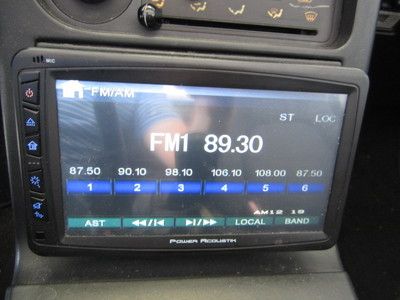 MIC
FM/AM
ST LOC
FM1 89.30
87.50 90.10 98.10 106.10 108.00 87.50
1 2 3 4 5 6
AM12 19
AST LOCAL BAND
POWER ACOUSTIK